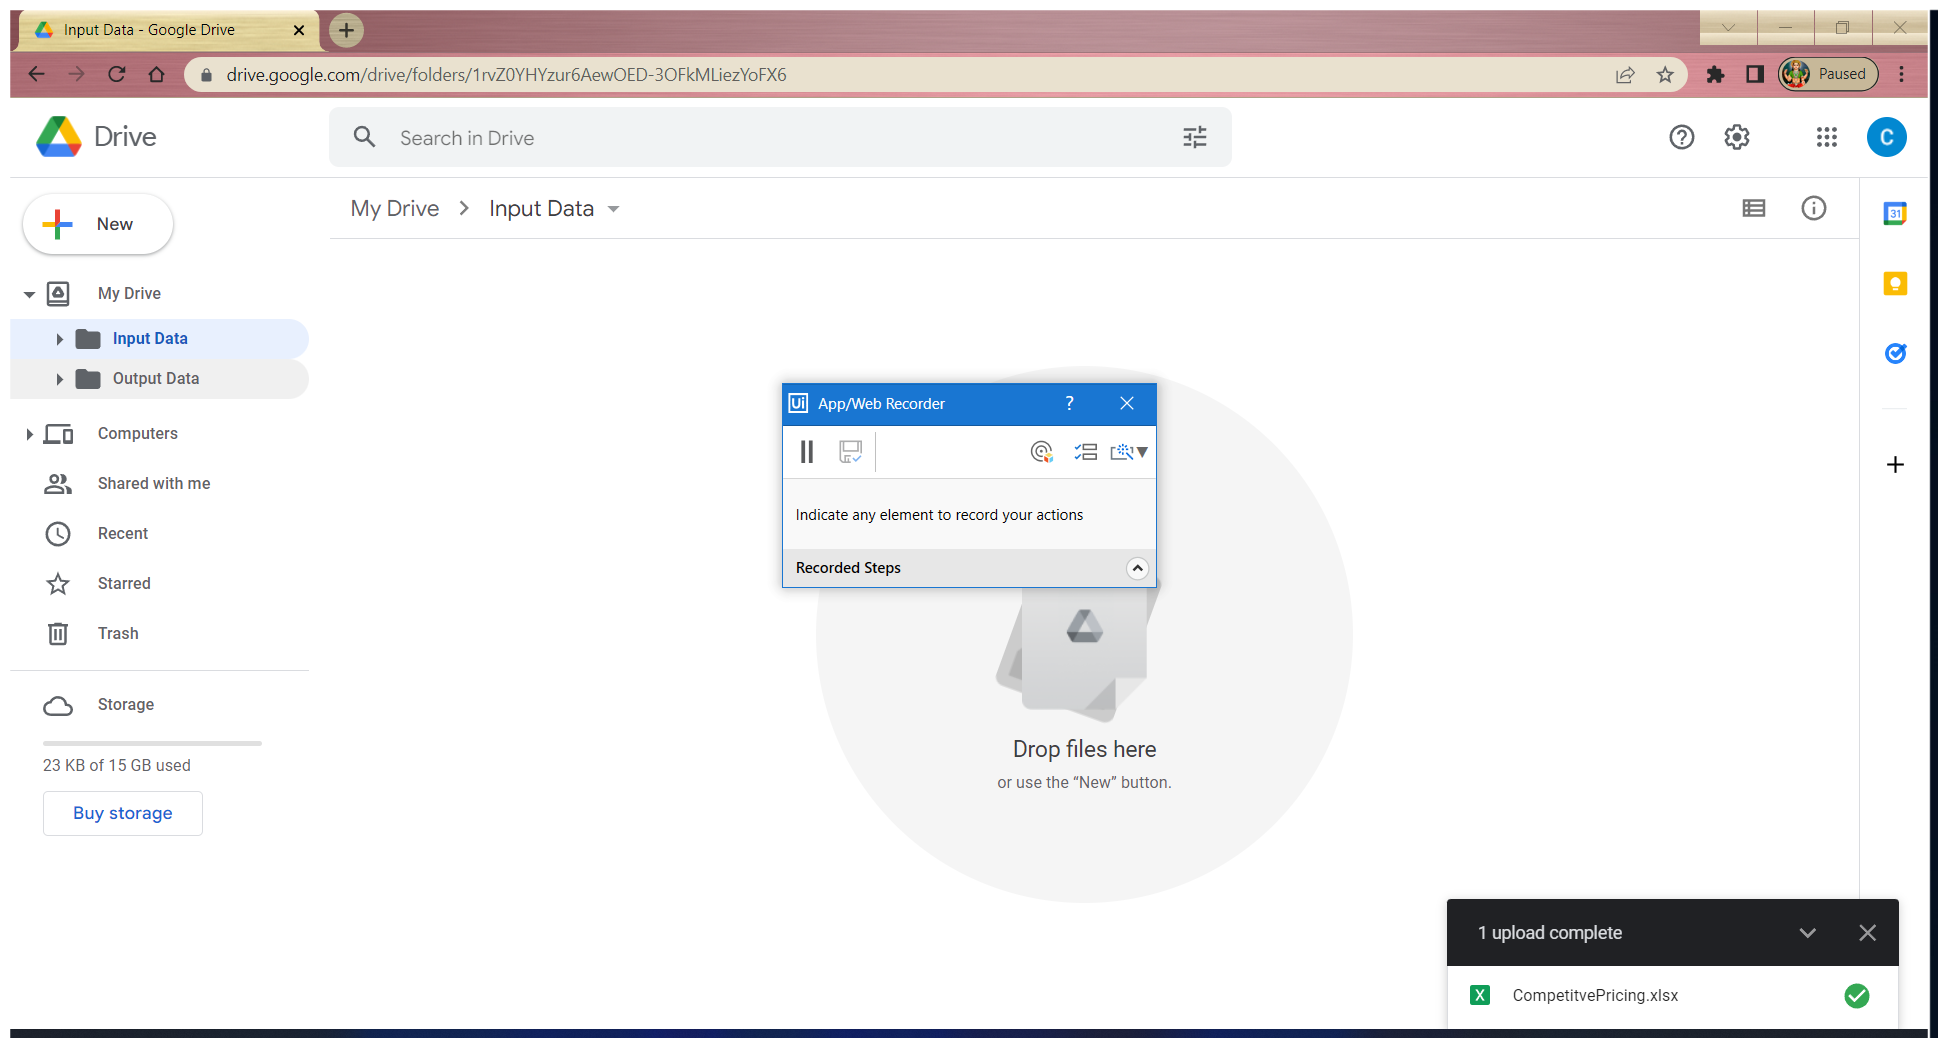 Input Data - Google Drive
drive.google.com/drive/folders/1rvZ0YHYzur6AewOED-3OFkMLiezYoFX6
Paused
Drive
Search in Drive
C
New
My Drive > Input Data
31
My Drive
Input Data
Output Data
Computers
Shared with me
Recent
Starred
Trash
Storage
23 KB of 15 GB used
Buy storage
Ui App/Web Recorder ?
Indicate any element to record your actions
Recorded Steps
Drop files here
or use the “New” button.
1 upload complete
X CompetitvePricing.xlsx